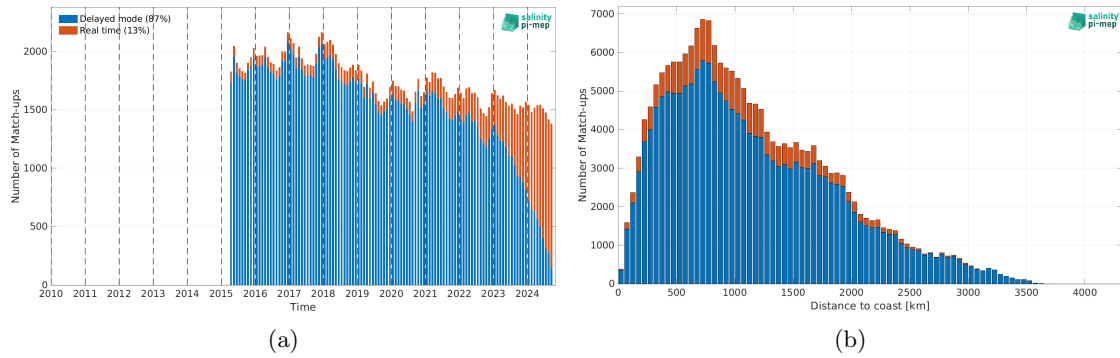 Delayed mode (87%)
Real time (13%)
salinity
pi-mep
Number of Match-ups
2000
1500
1000
500
0
2010 2011 2012 2013 2014 2015 2016 2017 2018 2019 2020 2021 2022 2023 2024
Time
(a)
salinity
pi-mep
Number of Match-ups
7000
6000
5000
4000
3000
2000
1000
0
0 500 1000 1500 2000 2500 3000 3500 4000
Distance to coast [km]
(b)